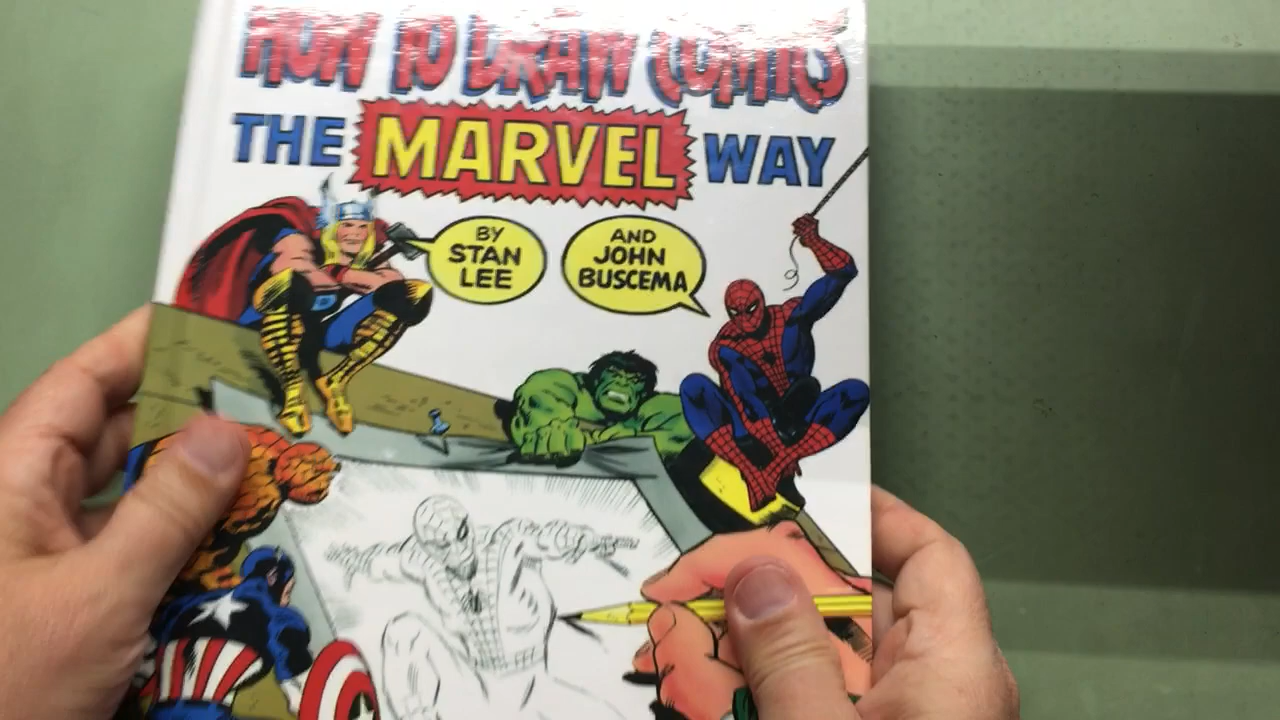 HOW TO DRAW COMICS
THE MARVEL WAY
BY
STAN
LEE
AND
JOHN
BUSCEMA